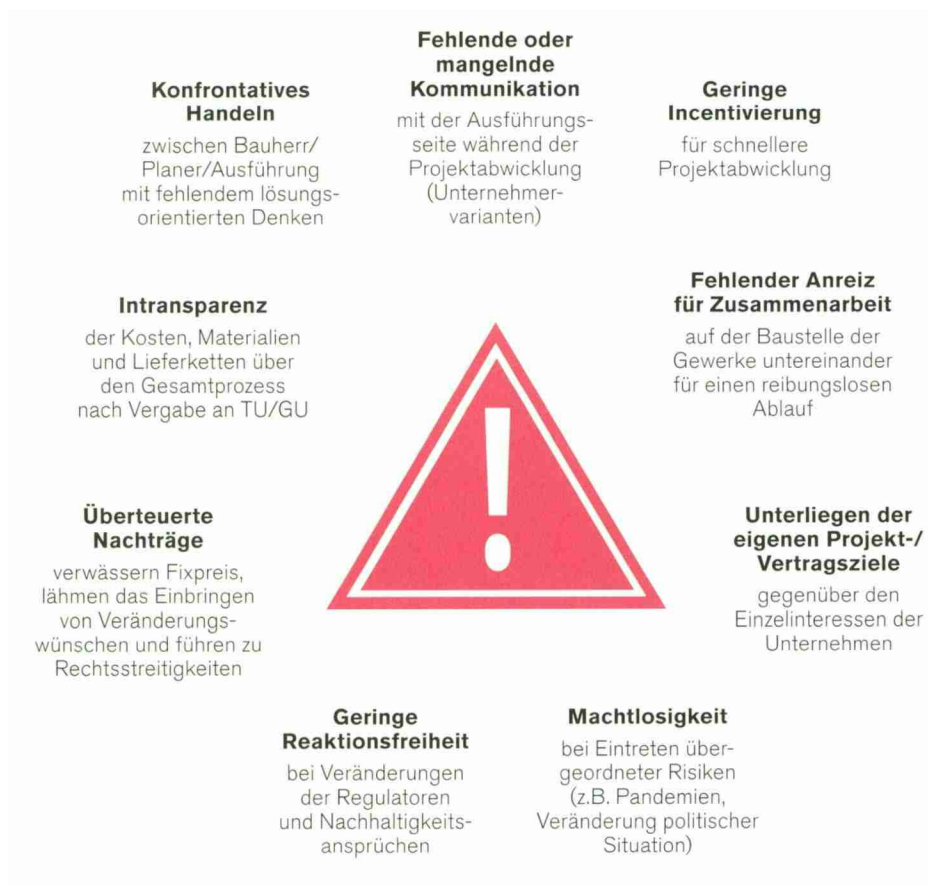 Fehlende oder
mangelnde
Kommunikation
mit der Ausführungs-
seite während der
Projektabwicklung
(Unternehmer-
varianten)
Geringe
Incentivierung
für schnellere
Projektabwicklung
Fehlender Anreiz
für Zusammenarbeit
auf der Baustelle der
Gewerke untereinander
für einen reibungslosen
Ablauf
Unterliegen der
eigenen Projekt-/
Vertragsziele
gegenüber den
Einzelinteressen der
Unternehmen
Machtlosigkeit
bei Eintreten über-
geordneter Risiken
(z.B. Pandemien,
Veränderung politischer
Situation)
Geringe
Reaktionsfreiheit
bei Veränderungen
der Regulatoren
und Nachhaltigkeits-
ansprüchen
Überteuerte
Nachträge
verwässern Fixpreis,
lähmen das Einbringen
von Veränderungs-
wünschen und führen zu
Rechtsstreitigkeiten
Intransparenz
der Kosten, Materialien
und Lieferketten über
den Gesamtprozess
nach Vergabe an TU/GU
Konfrontatives
Handeln
zwischen Bauherr/
Planer/Ausführung
mit fehlendem lösungs-
orientierten Denken
!